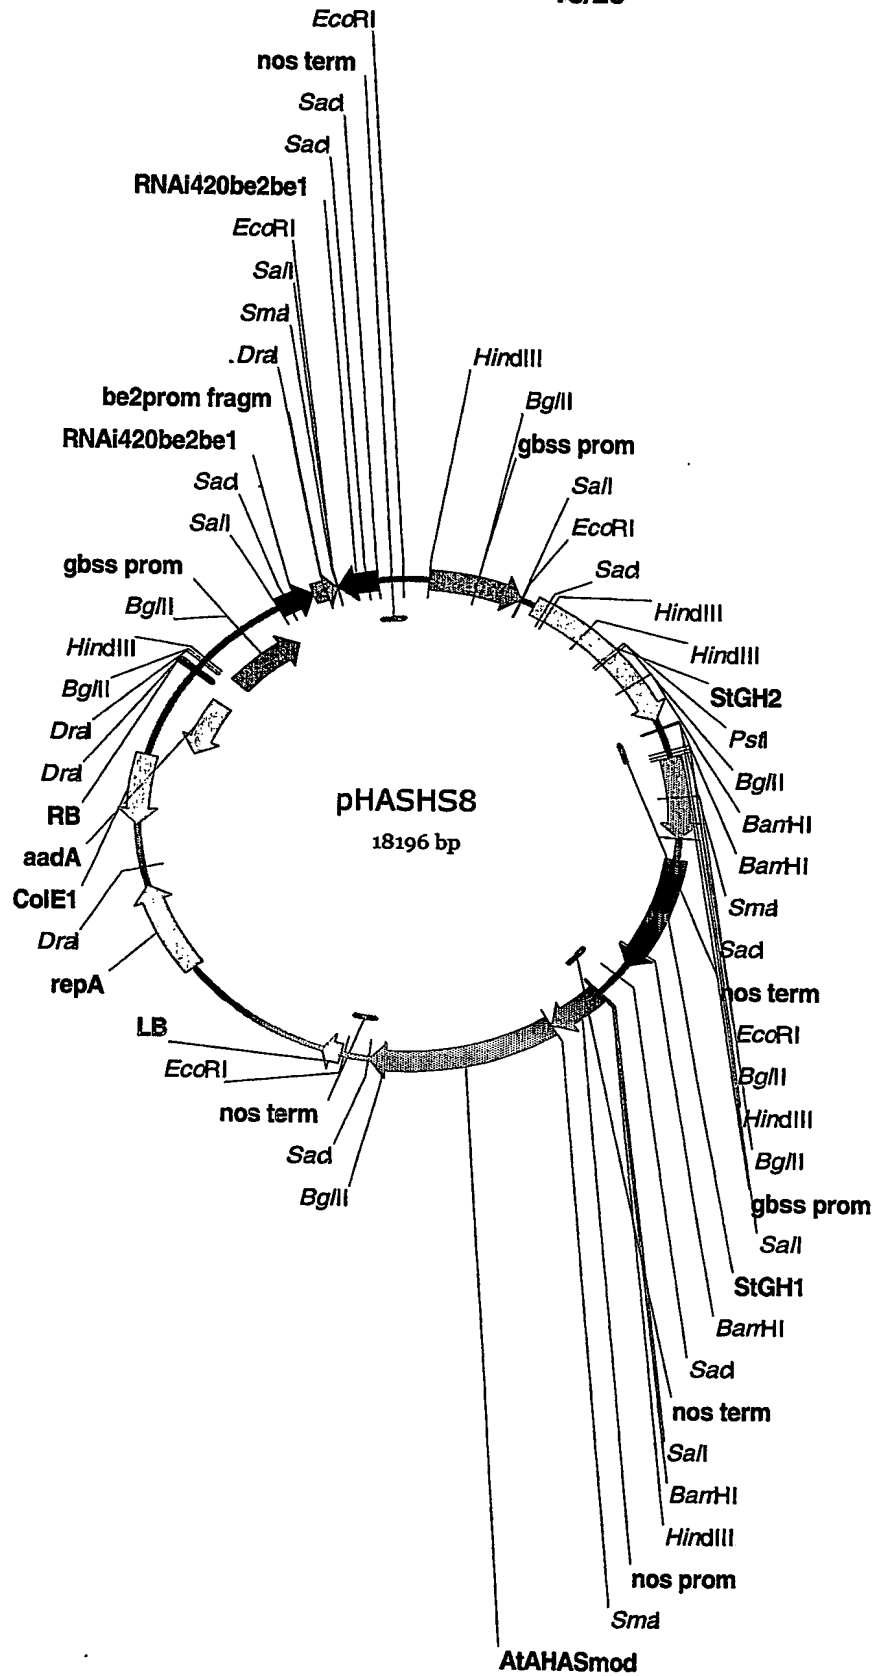 EcoRI
nos term
SacI
SacI
RNAi420be2be1
EcoRI
SalI
SmaI
.DraI
be2prom fragm
RNAi420be2be1
SacI
SalI
gbss prom
BglII
HindIII
BglII
DraI
DraI
RB
aadA
ColE1
DraI
repA
LB
EcoRI
nos term
SacI
BglII
pHASHS8
18196 bp
HindIII
BglII
gbss prom
SalI
EcoRI
SacI
HindIII
HindIII
StGH2
PstI
BglII
BamHI
BamHI
SmaI
SacI
nos term
EcoRI
BglII
HindIII
BglII
gbss prom
SalI
StGH1
BamHI
SacI
nos term
SalI
BamHI
HindIII
nos prom
SmaI
AtAHASmod